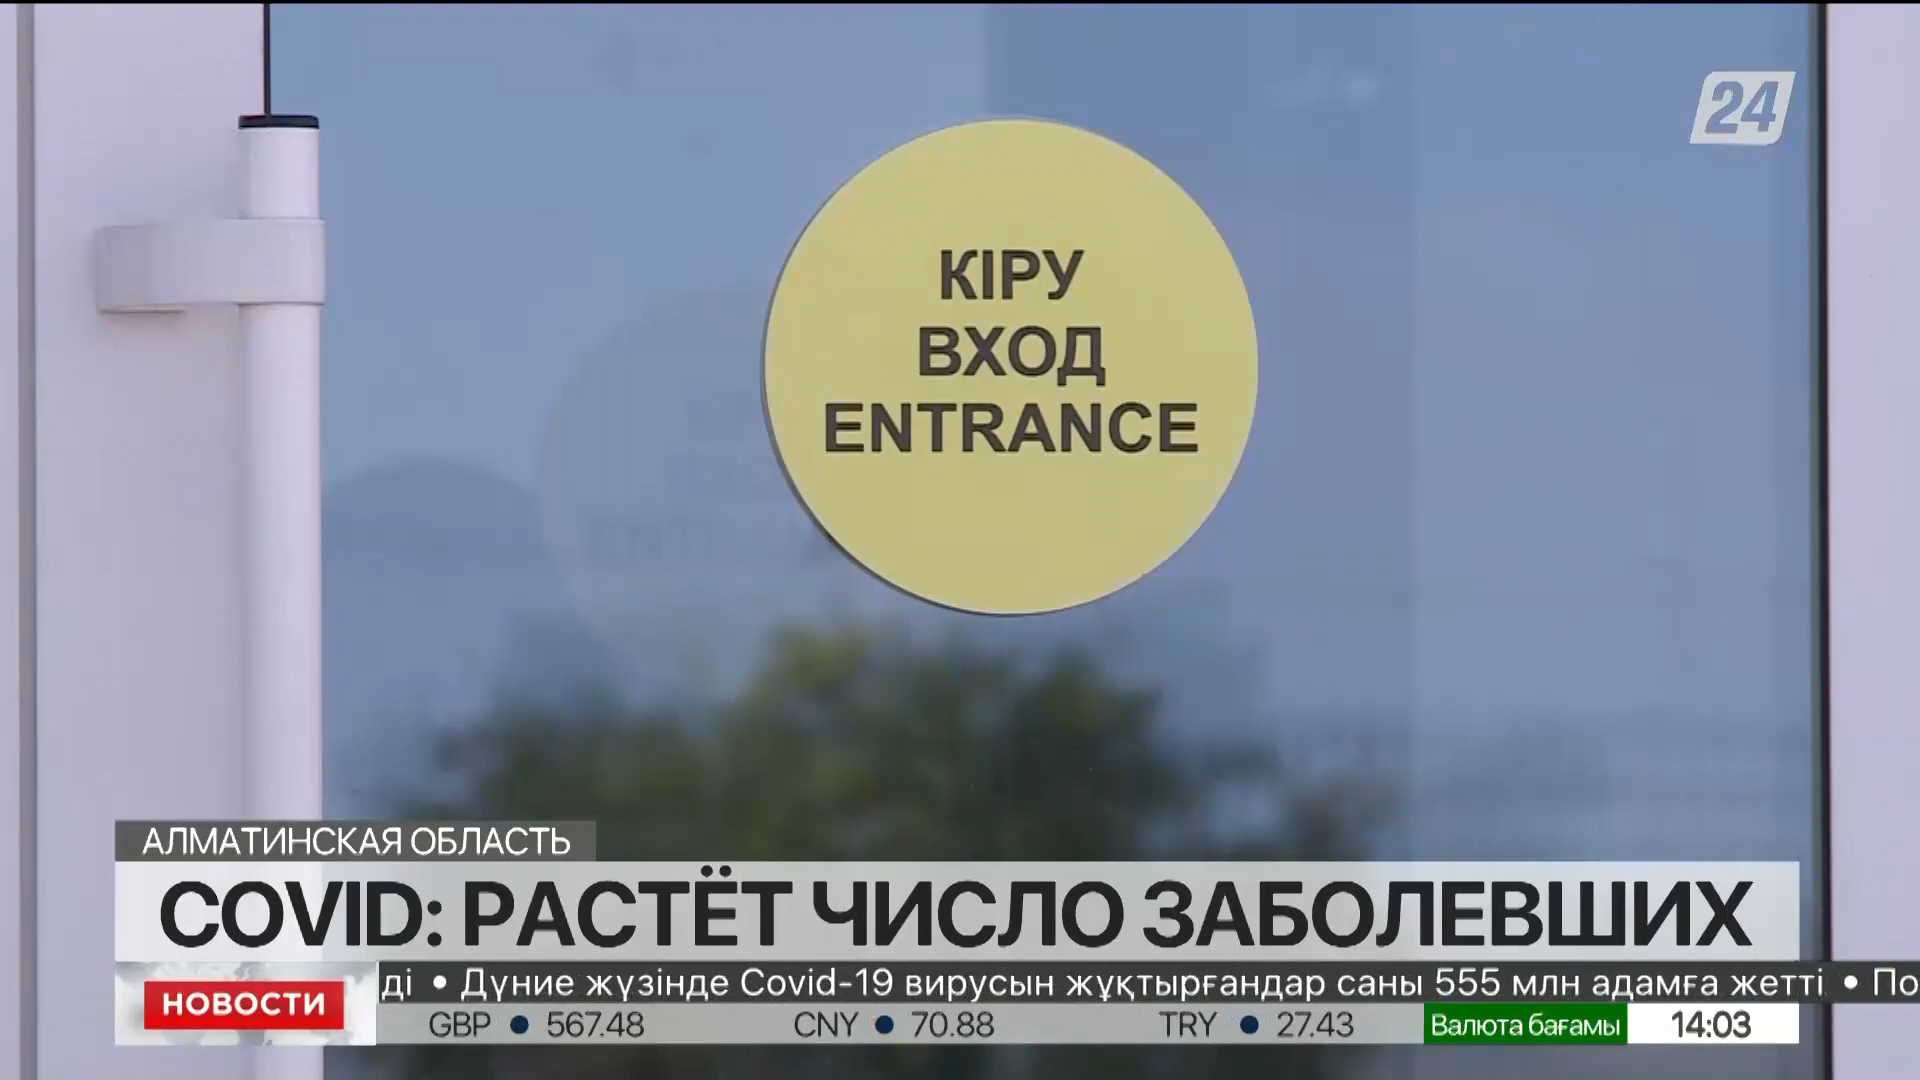 24
КІРУ
ВХОД
ENTRANCE
АЛМАТИНСКАЯ ОБЛАСТЬ
COVID: РАСТЁТ ЧИСЛО ЗАБОЛЕВШИХ
НОВОСТИ
ді • Дүние жүзінде Covid-19 вирусын жұқтырғандар саны 555 млн адамға жетті • По
GBP • 567.48 CNY • 70.88 TRY • 27.43 Валюта бағамы 14:03